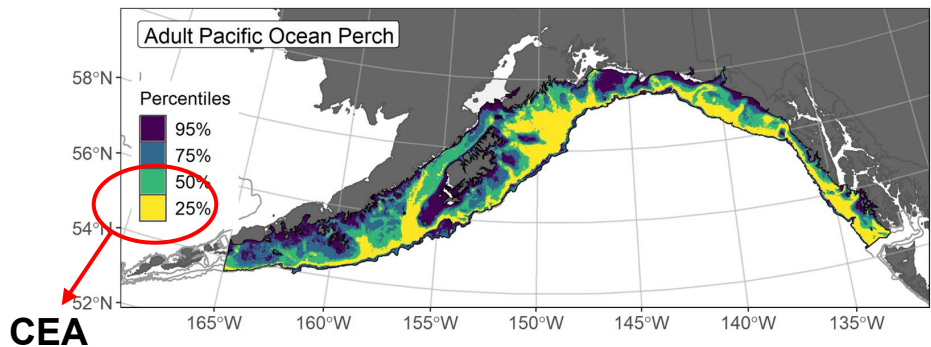 Adult Pacific Ocean Perch
58°N
56°N
54°N
52°N
Percentiles
95%
75%
50%
25%
165°W 160°W 155°W 150°W 145°W 140°W 135°W
CEA